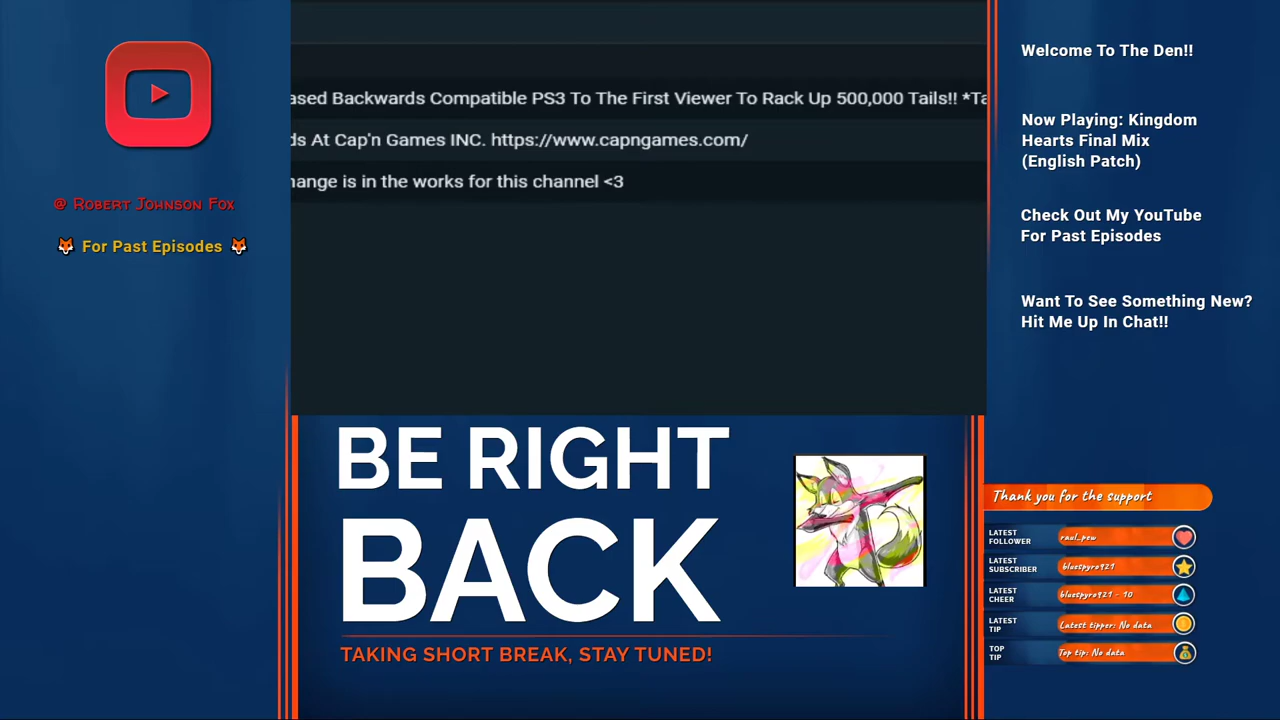 @ Robert Johnson Fox
🦊 For Past Episodes 🦊
ased Backwards Compatible PS3 To The First Viewer To Rack Up 500,000 Tails!! *Ta
ds At Cap'n Games INC. https://www.capngames.com/
hange is in the works for this channel <3
BE RIGHT
BACK
TAKING SHORT BREAK, STAY TUNED!
Welcome To The Den!!
Now Playing: Kingdom
Hearts Final Mix
(English Patch)
Check Out My YouTube
For Past Episodes
Want To See Something New?
Hit Me Up In Chat!!
Thank you for the support
LATEST
FOLLOWER
raul_pew
LATEST
SUBSCRIBER
bluespyro921
LATEST
CHEER
bluespyro921 - 10
LATEST
TIP
Latest tipper: No data
TOP
TIP
Top tip: No data